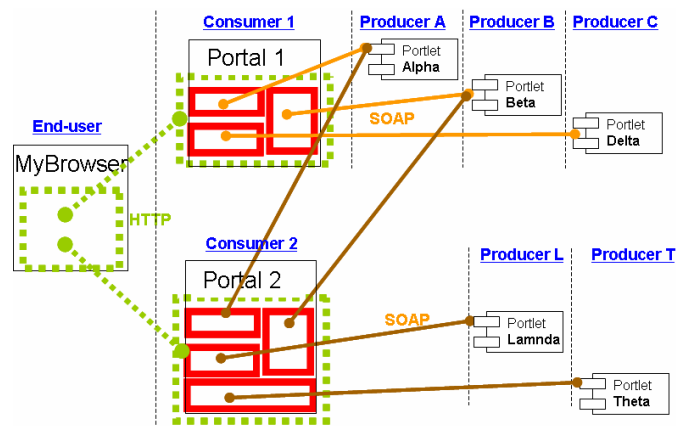 Consumer 1
Producer A
Producer B
Producer C
Portal 1
Portlet
Alpha
Portlet
Beta
SOAP
Portlet
Delta
End-user
MyBrowser
HTTP
Consumer 2
Producer L
Producer T
Portal 2
SOAP
Portlet
Lamnda
Portlet
Theta